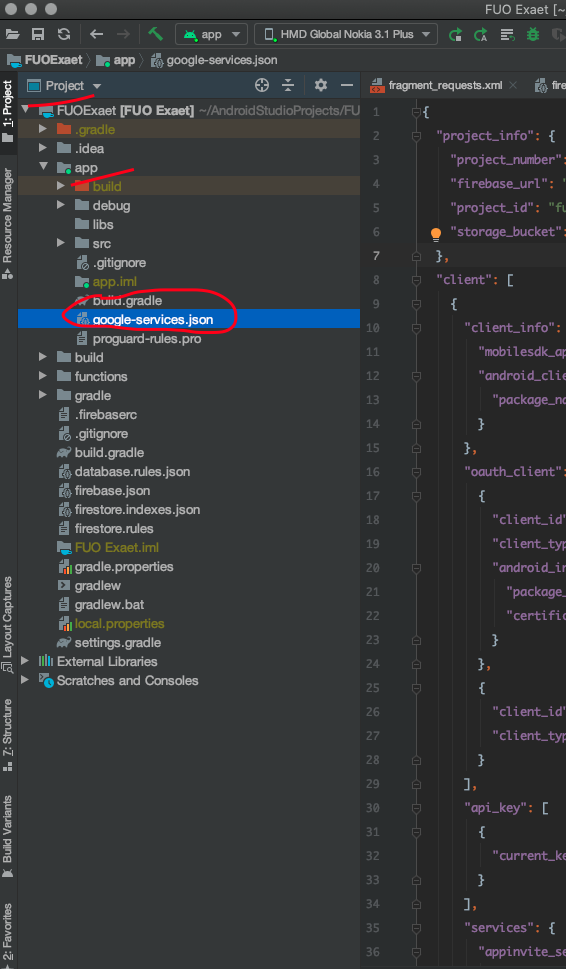 FUO Exaet [~
app
HMD Global Nokia 3.1 Plus
FUOExaet
app
google-services.json
1: Project
Resource Manager
Layout Captures
7: Structure
Build Variants
2: Favorites
Project
FUOExaet [FUO Exaet] ~/AndroidStudioProjects/FU
.gradle
.idea
app
build
debug
libs
src
.gitignore
app.iml
build.gradle
google-services.json
proguard-rules.pro
build
functions
gradle
.firebaserc
.gitignore
build.gradle
database.rules.json
firebase.json
firestore.indexes.json
firestore.rules
FUO Exaet.iml
gradle.properties
gradlew
gradlew.bat
local.properties
settings.gradle
External Libraries
Scratches and Consoles
fragment_requests.xml
fire
1 {
2 "project_info": {
3 "project_number":
4 "firebase_url": "
5 "project_id": "fu
6 "storage_bucket":
7 },
8 "client": [
9 {
10 "client_info":
11 "mobilesdk_ap
12 "android_clie
13 "package_na
14 }
15 },
16 "oauth_client":
17 {
18 "client_id"
19 "client_typ
20 "android_in
21 "package_
22 "certific
23 }
24 },
25 {
26 "client_id"
27 "client_typ
28 }
29 ],
30 "api_key": [
31 {
32 "current_ke
33 }
34 ],
35 "services": {
36 "appinvite_se